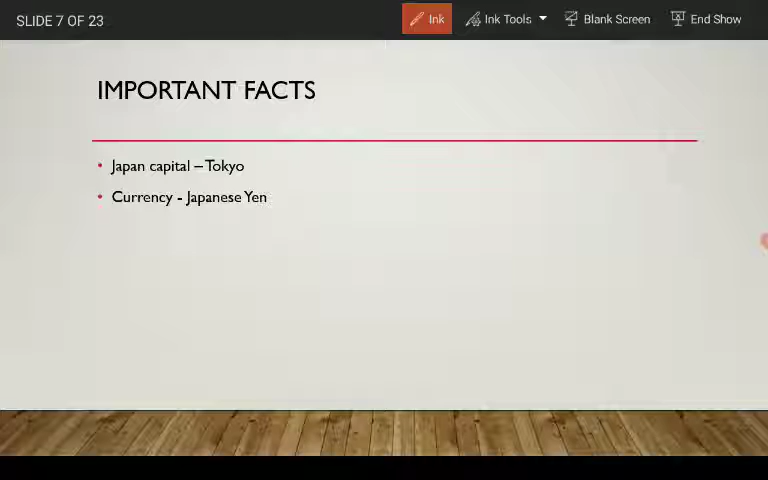 SLIDE 7 OF 23
Ink
Ink Tools
Blank Screen
End Show
IMPORTANT FACTS
• Japan capital – Tokyo
• Currency - Japanese Yen